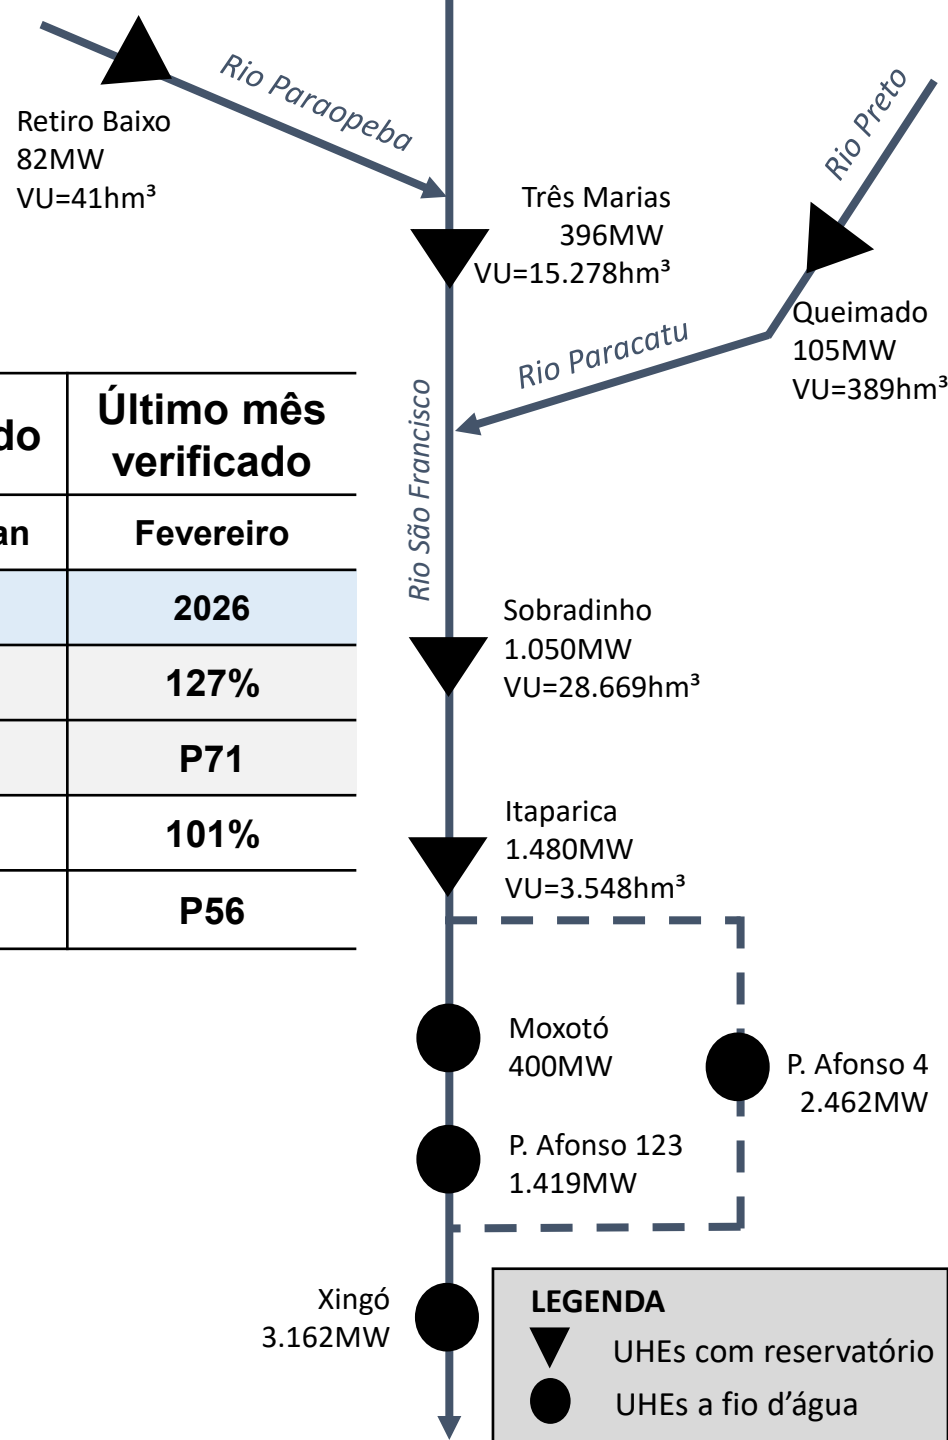 Rio Paraopeba
Retiro Baixo
82MW
VU=41hm³
Rio Preto
Três Marias
396MW
VU=15.278hm³
Queimado
105MW
VU=389hm³
Rio Paracatu
Rio São Francisco
do
Último mês
verificado
an
Fevereiro
2026
127%
P71
101%
P56
Sobradinho
1.050MW
VU=28.669hm³
Itaparica
1.480MW
VU=3.548hm³
Moxotó
400MW
P. Afonso 4
2.462MW
P. Afonso 123
1.419MW
Xingó
3.162MW
LEGENDA
UHEs com reservatório
UHEs a fio d’água